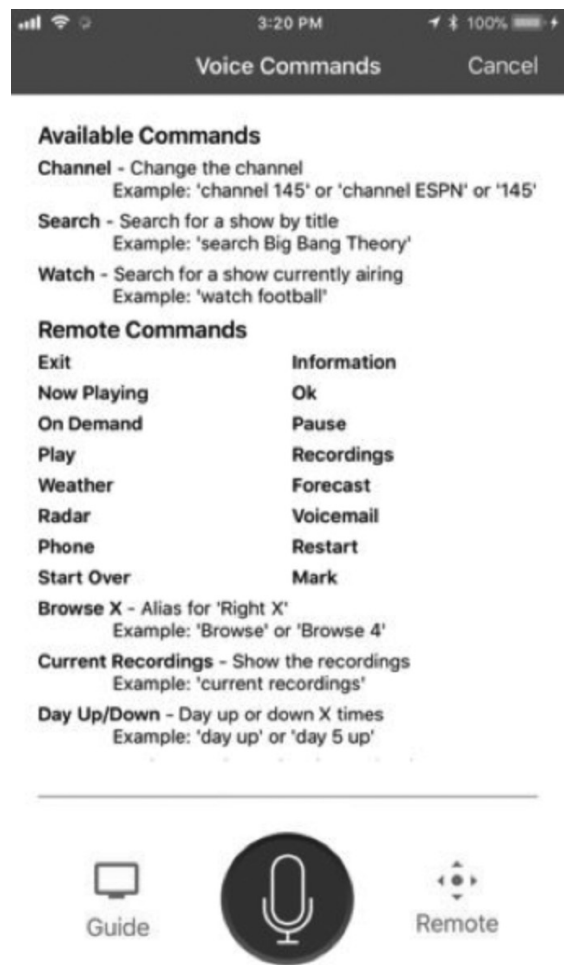 3:20 PM
100%
Voice Commands
Cancel
Available Commands
Channel - Change the channel
Example: 'channel 145' or 'channel ESPN' or '145'
Search - Search for a show by title
Example: 'search Big Bang Theory'
Watch - Search for a show currently airing
Example: 'watch football'
Remote Commands
Exit Information
Now Playing Ok
On Demand Pause
Play Recordings
Weather Forecast
Radar Voicemail
Phone Restart
Start Over Mark
Browse X - Alias for 'Right X'
Example: 'Browse' or 'Browse 4'
Current Recordings - Show the recordings
Example: 'current recordings'
Day Up/Down - Day up or down X times
Example: 'day up' or 'day 5 up'
Guide
Remote